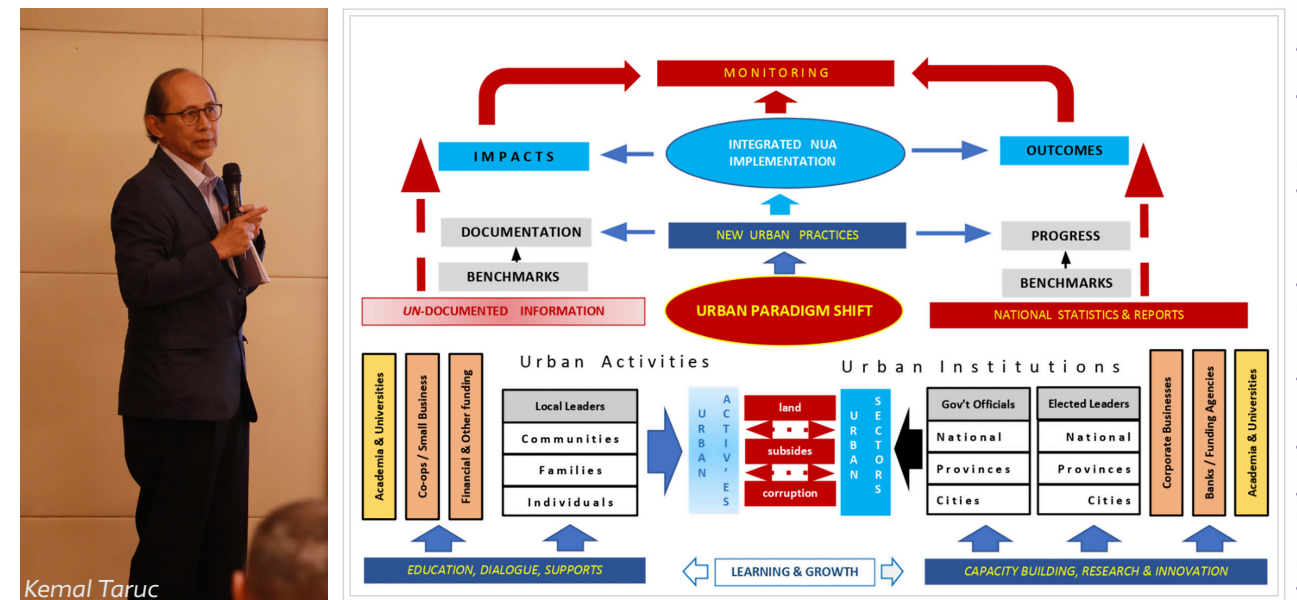 Kemal Taruc
MONITORING
INTEGRATED NUA
IMPLEMENTATION
IMPACTS
OUTCOMES
DOCUMENTATION
NEW URBAN PRACTICES
PROGRESS
BENCHMARKS
BENCHMARKS
UN-DOCUMENTED INFORMATION
URBAN PARADIGM SHIFT
NATIONAL STATISTICS & REPORTS
Urban Activities
Urban Institutions
Academia & Universities
Co-ops / Small Business
Financial & Other funding
Local Leaders
Communities
Families
Individuals
URBAN
ACTIV'ES
land
subsides
corruption
URBAN
SECTORS
Gov't Officials
National
Provinces
Cities
Elected Leaders
National
Provinces
Cities
Corporate Businesses
Banks / Funding Agencies
Academia & Universities
EDUCATION, DIALOGUE, SUPPORTS
LEARNING & GROWTH
CAPACITY BUILDING, RESEARCH & INNOVATION